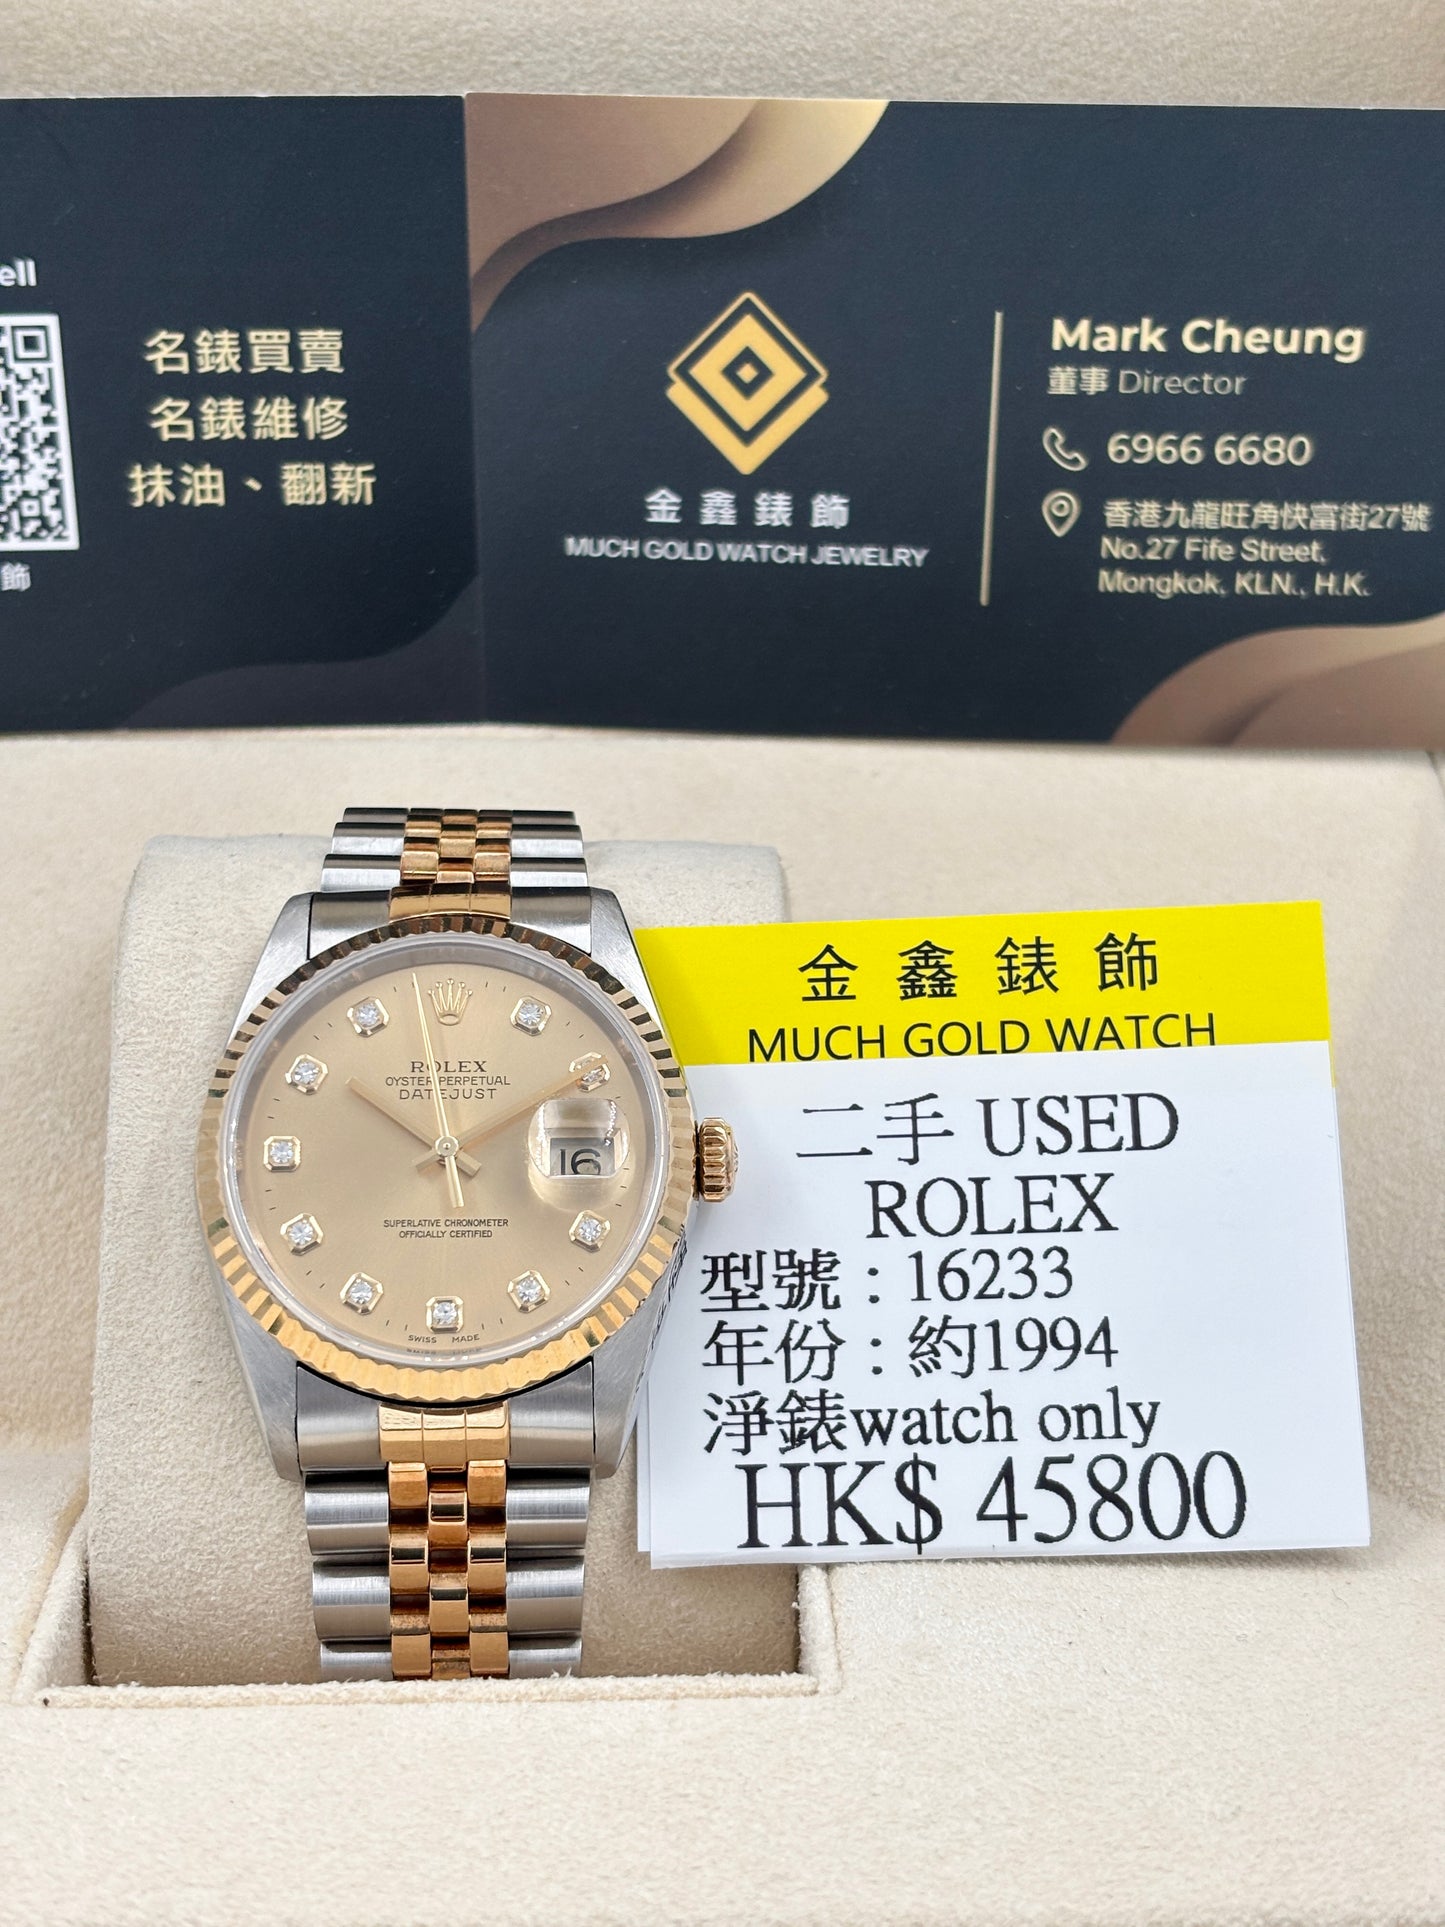 ell
名錶買賣
名錶維修
抹油、翻新
飾
金鑫錶飾
MUCH GOLD WATCH JEWELRY
Mark Cheung
董事 Director
6966 6680
香港九龍旺角快富街27號
No.27 Fife Street,
Mongkok, KLN., H.K.
ROLEX
OYSTER PERPETUAL
DATEJUST
16
SUPERLATIVE CHRONOMETER
OFFICIALLY CERTIFIED
SWISS MADE
金鑫錶飾
MUCH GOLD WATCH
二手 USED
ROLEX
型號：16233
年份：約1994
淨錶watch only
HK$ 45800